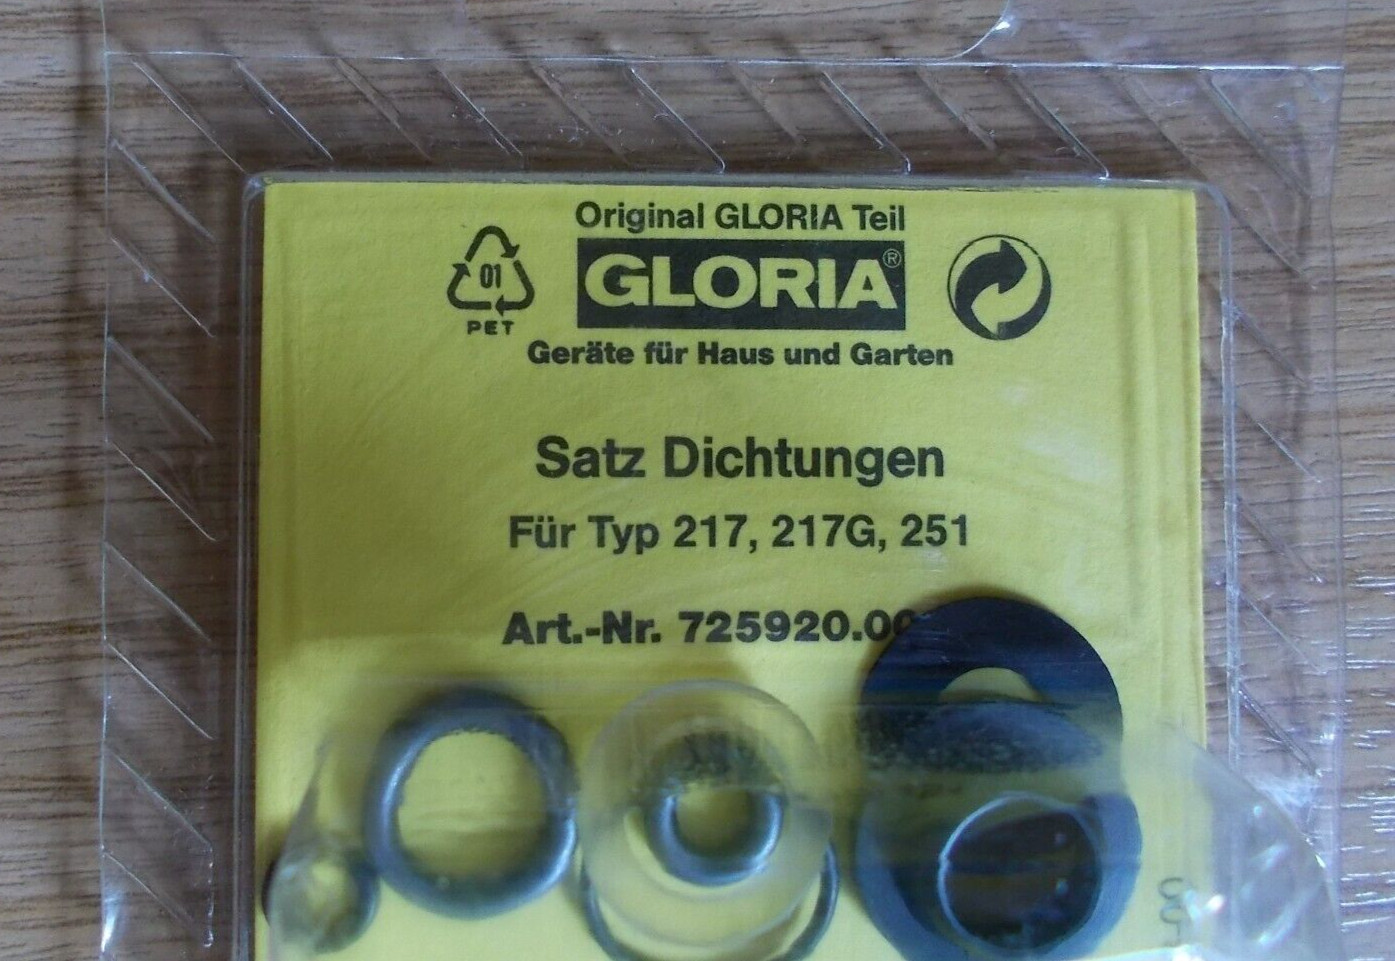 Original GLORIA Teil
01
PET
GLORIA®
Geräte für Haus und Garten
Satz Dichtungen
Für Typ 217, 217G, 251
Art.-Nr. 725920.00